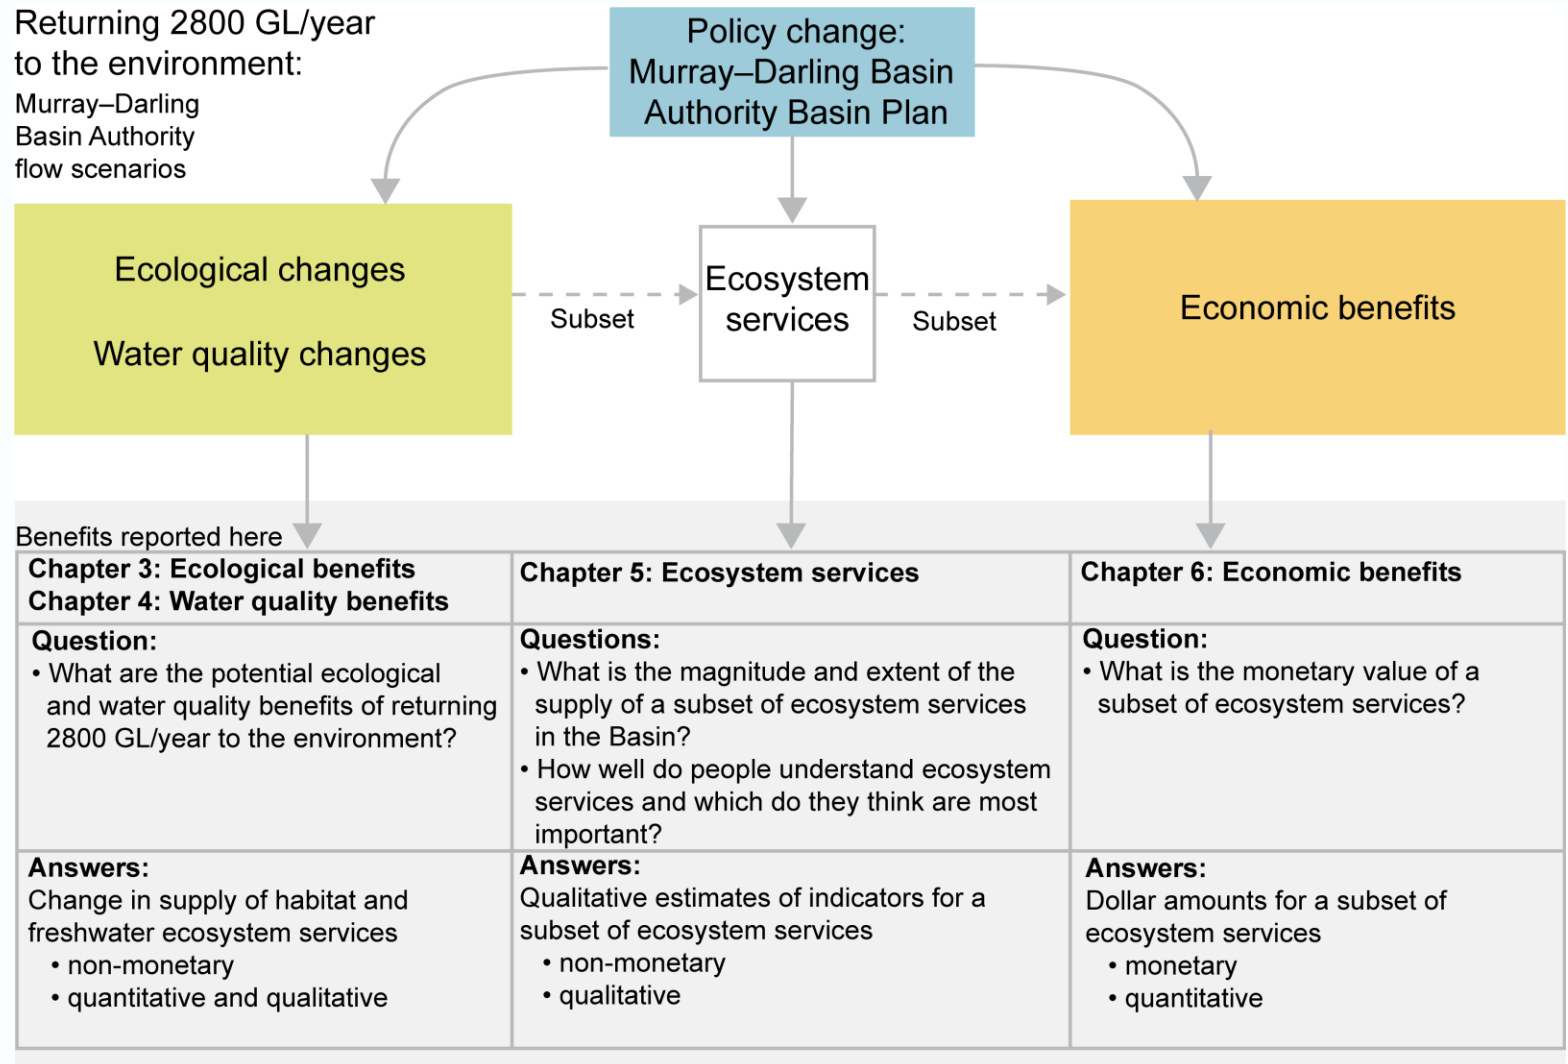 Returning 2800 GL/year
to the environment:
Murray–Darling
Basin Authority
flow scenarios
Policy change:
Murray–Darling Basin
Authority Basin Plan
Ecological changes
Water quality changes
Subset
Ecosystem
services
Subset
Economic benefits
Benefits reported here
Chapter 3: Ecological benefits
Chapter 4: Water quality benefits
Chapter 5: Ecosystem services
Chapter 6: Economic benefits
Question:
• What are the potential ecological
and water quality benefits of returning
2800 GL/year to the environment?
Questions:
• What is the magnitude and extent of the
supply of a subset of ecosystem services
in the Basin?
• How well do people understand ecosystem
services and which do they think are most
important?
Question:
• What is the monetary value of a
subset of ecosystem services?
Answers:
Change in supply of habitat and
freshwater ecosystem services
• non-monetary
• quantitative and qualitative
Answers:
Qualitative estimates of indicators for a
subset of ecosystem services
• non-monetary
• qualitative
Answers:
Dollar amounts for a subset of
ecosystem services
• monetary
• quantitative